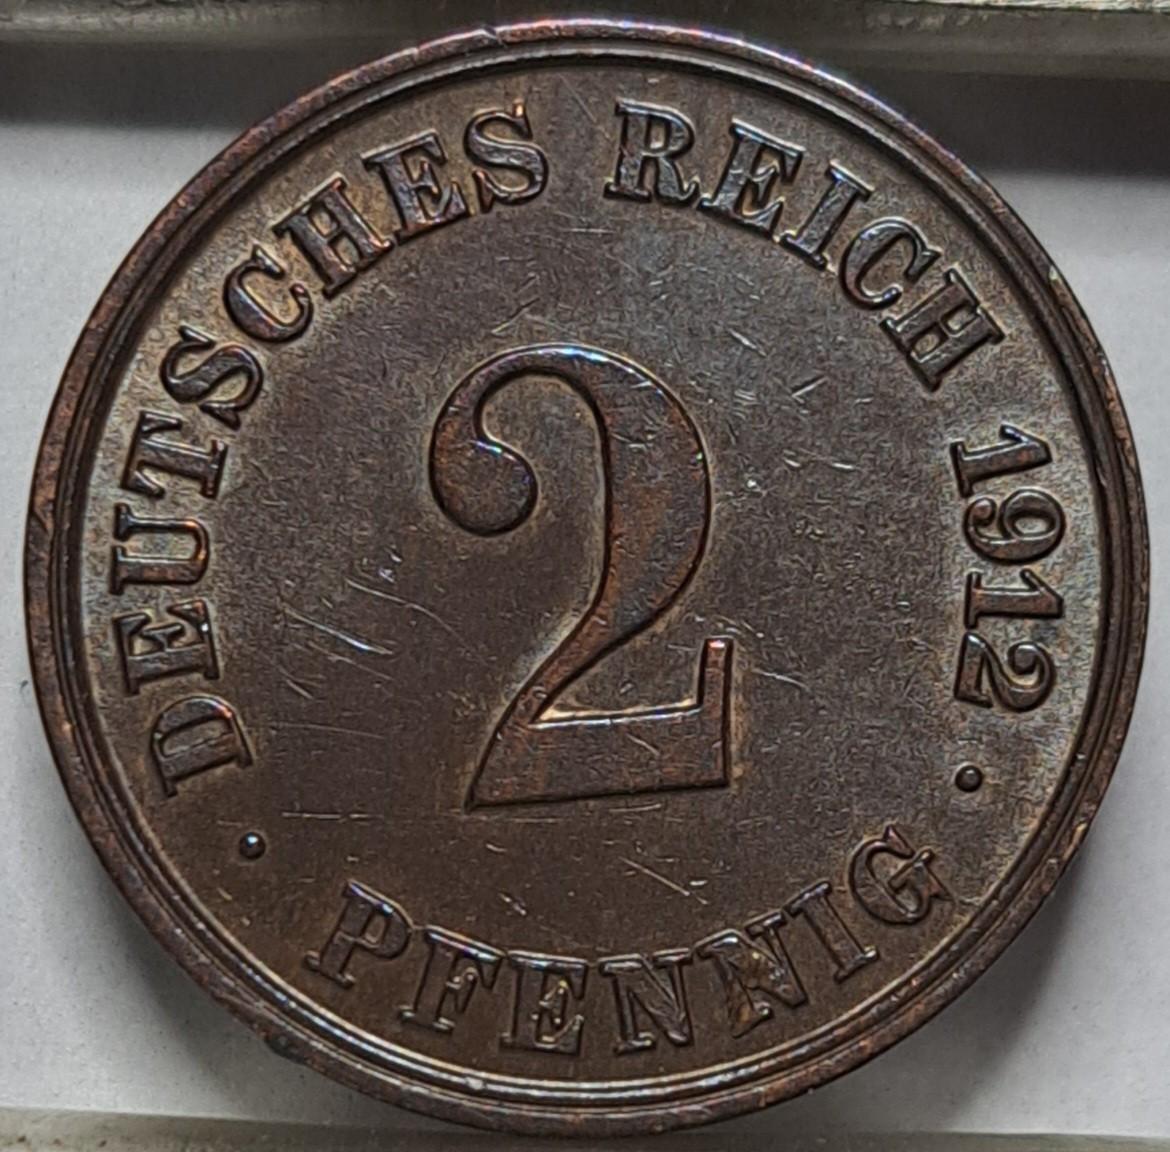 DEUTSCHES REICH 1912
2
· PFENNIG ·